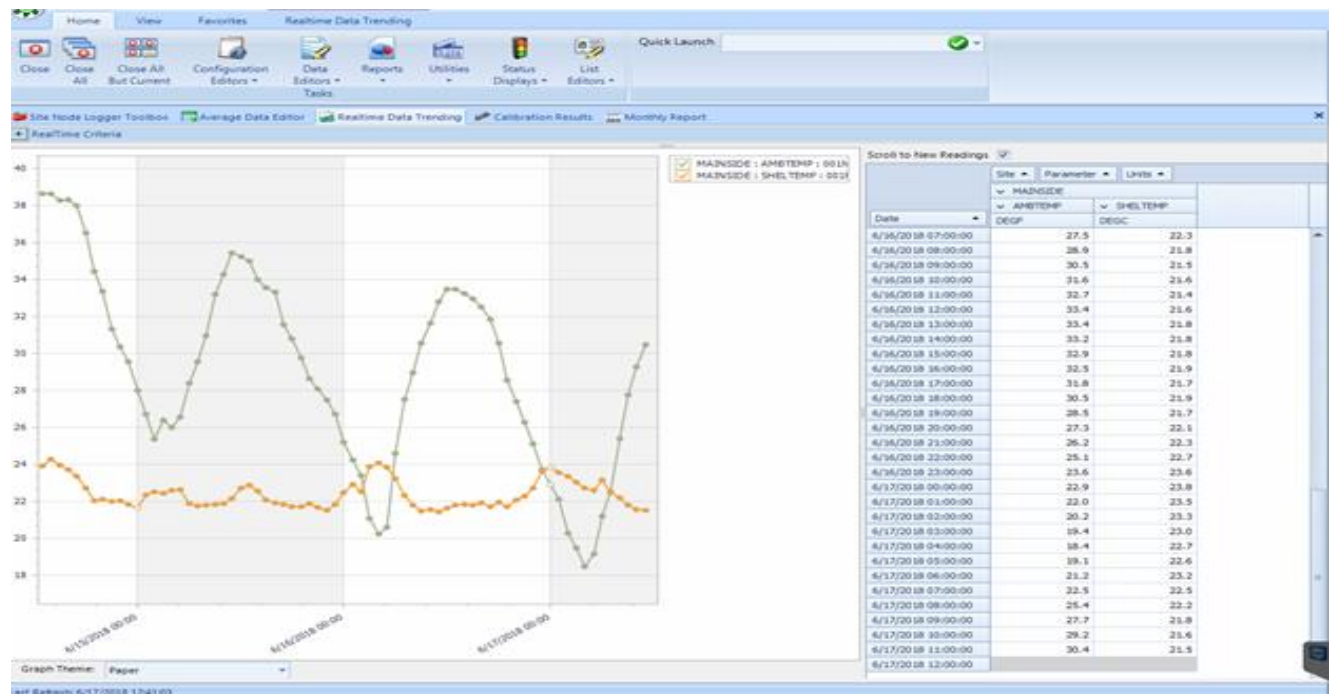 Home View Favorites Realtime Data Trending
Close
Close All
Close All But Current
Configuration Editors
Data Editors
Reports
Utilities
Status Displays
List Editors
Quick Launch
Tasks
Site Node Logger Toolbox Average Data Editor Realtime Data Trending Calibration Results Monthly Report
RealTime Criteria
40
38
36
34
32
30
28
26
24
22
20
18
6/15/2018 00:00
6/16/2018 00:00
6/17/2018 00:00
MAINSIDE : AMBTEMP : 001
MAINSIDE : SHELTEMP : 001
Graph Theme: Paper
Scroll to New Readings
Site Parameter Units
MAINSIDE
AMBTEMP SHELTEMP
Date DEGF DEGC
6/16/2018 07:00:00 27.5 22.3
6/16/2018 08:00:00 28.9 21.8
6/16/2018 09:00:00 30.5 21.5
6/16/2018 10:00:00 31.6 21.6
6/16/2018 11:00:00 32.7 21.4
6/16/2018 12:00:00 33.4 21.6
6/16/2018 13:00:00 33.4 21.8
6/16/2018 14:00:00 33.2 21.8
6/16/2018 15:00:00 32.9 21.8
6/16/2018 16:00:00 32.5 21.9
6/16/2018 17:00:00 31.8 21.7
6/16/2018 18:00:00 30.5 21.9
6/16/2018 19:00:00 28.5 21.7
6/16/2018 20:00:00 27.3 22.1
6/16/2018 21:00:00 26.2 22.3
6/16/2018 22:00:00 25.1 22.7
6/16/2018 23:00:00 23.6 23.6
6/17/2018 00:00:00 22.9 23.8
6/17/2018 01:00:00 22.0 23.5
6/17/2018 02:00:00 20.2 23.3
6/17/2018 03:00:00 19.4 23.0
6/17/2018 04:00:00 18.4 22.7
6/17/2018 05:00:00 19.1 22.6
6/17/2018 06:00:00 21.2 23.2
6/17/2018 07:00:00 22.5 22.5
6/17/2018 08:00:00 25.4 22.2
6/17/2018 09:00:00 27.7 21.8
6/17/2018 10:00:00 29.2 21.6
6/17/2018 11:00:00 30.4 21.5
6/17/2018 12:00:00